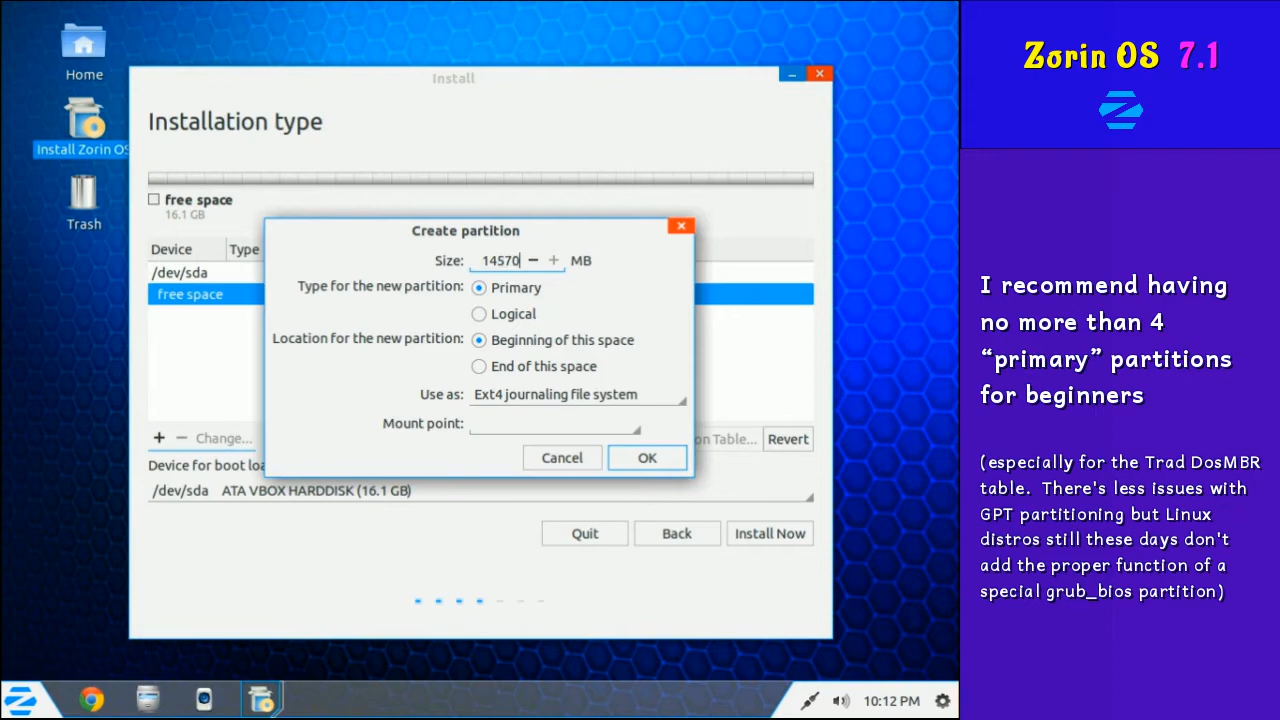 Home
Install Zorin OS
Trash
Install
Installation type
free space
16.1 GB
Device
Type
/dev/sda
free space
Create partition
Size: 14570 MB
Type for the new partition: Primary
Logical
Location for the new partition: Beginning of this space
End of this space
Use as: Ext4 journaling file system
Mount point:
Cancel
OK
Change...
on Table...
Revert
Device for boot loa
/dev/sda ATA VBOX HARDDISK (16.1 GB)
Quit
Back
Install Now
10:12 PM
Zorin OS 7.1
I recommend having
no more than 4
“primary” partitions
for beginners
(especially for the Trad DosMBR
table. There's less issues with
GPT partitioning but Linux
distros still these days don't
add the proper function of a
special grub_bios partition)